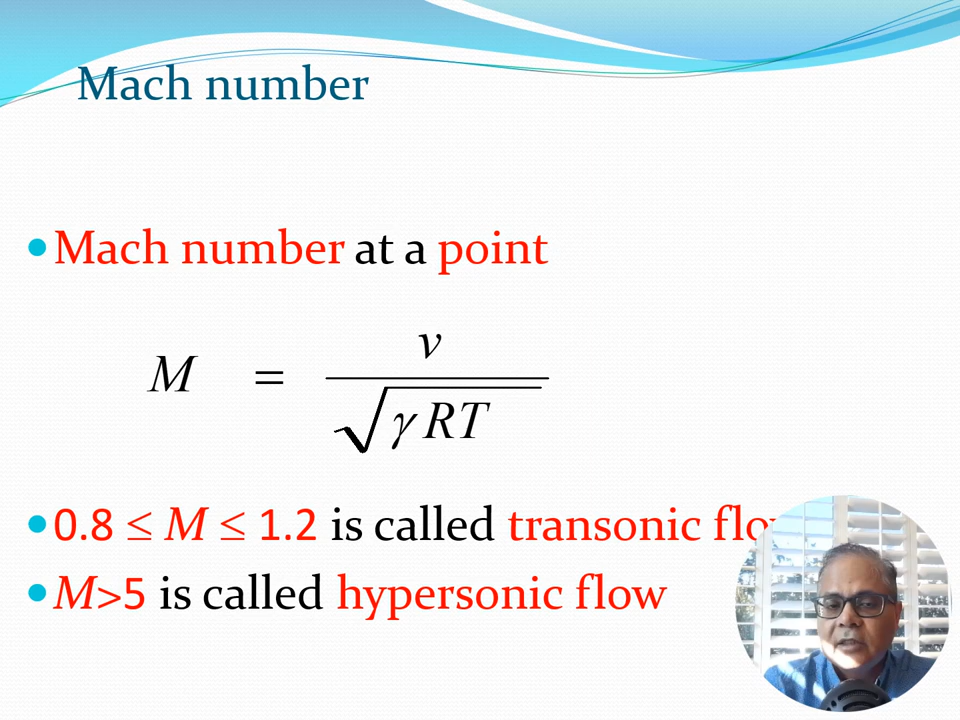 Mach number
Mach number at a point
M = v / √γRT
0.8 ≤ M ≤ 1.2 is called transonic
M>5 is called hypersonic flow